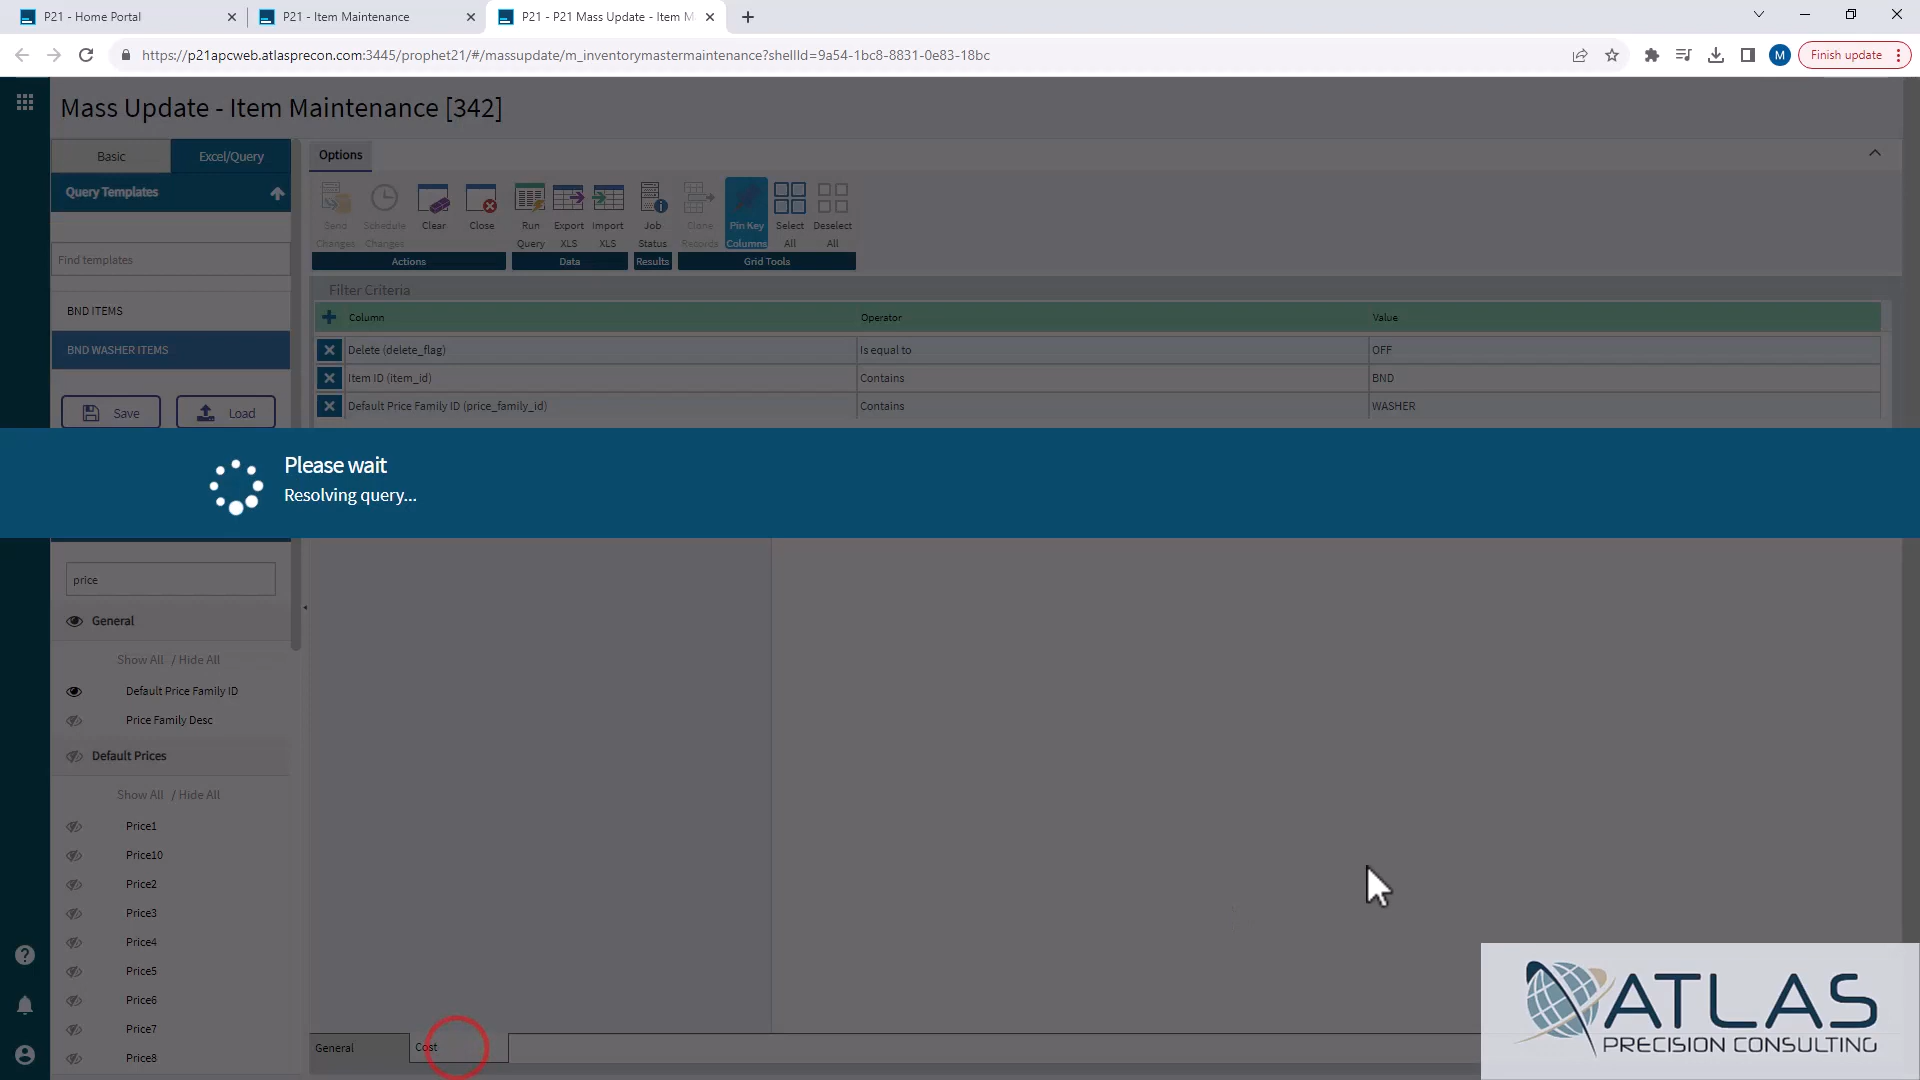 P21 - Home Portal
P21 - Item Maintenance
P21 - P21 Mass Update - Item M
https://p21apcweb.atlasprecon.com:3445/prophet21/#/massupdate/m_inventorymastermaintenance?shellId=9a54-1bc8-8831-0e83-18bc
M
Finish update
Mass Update - Item Maintenance [342]
Basic
Excel/Query
Query Templates
Find templates
BND ITEMS
BND WASHER ITEMS
Save
Load
Options
Send Changes
Schedule Changes
Clear
Close
Run Query
Export XLS
Import XLS
Job Status
Clone Records
Pin Key Columns
Select All
Deselect All
Actions
Data
Results
Grid Tools
Filter Criteria
Column Operator Value
Delete (delete_flag) Is equal to OFF
Item ID (item_id) Contains BND
Default Price Family ID (price_family_id) Contains WASHER
Please wait
Resolving query...
price
General
Show All / Hide All
Default Price Family ID
Price Family Desc
Default Prices
Show All / Hide All
Price1
Price10
Price2
Price3
Price4
Price5
Price6
Price7
Price8
General
Cost
ATLAS
PRECISION CONSULTING